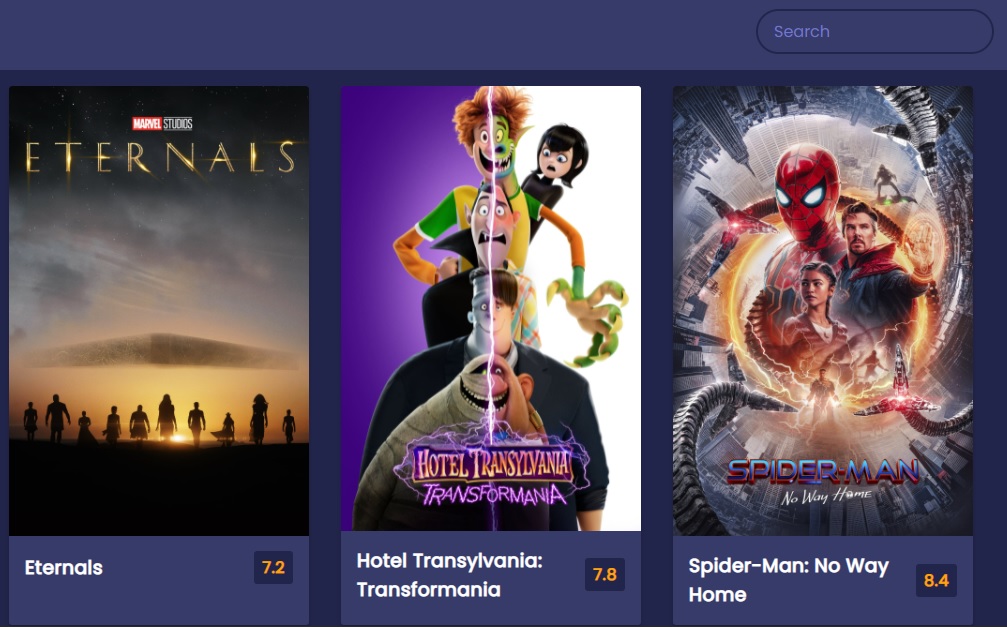 Search
MARVEL STUDIOS
ETERNALS
HOTEL TRANSYLVANIA
TRANSFORMANIA
SPIDER-MAN
No Way Home
Eternals
7.2
Hotel Transylvania:
Transformania
7.8
Spider-Man: No Way
Home
8.4